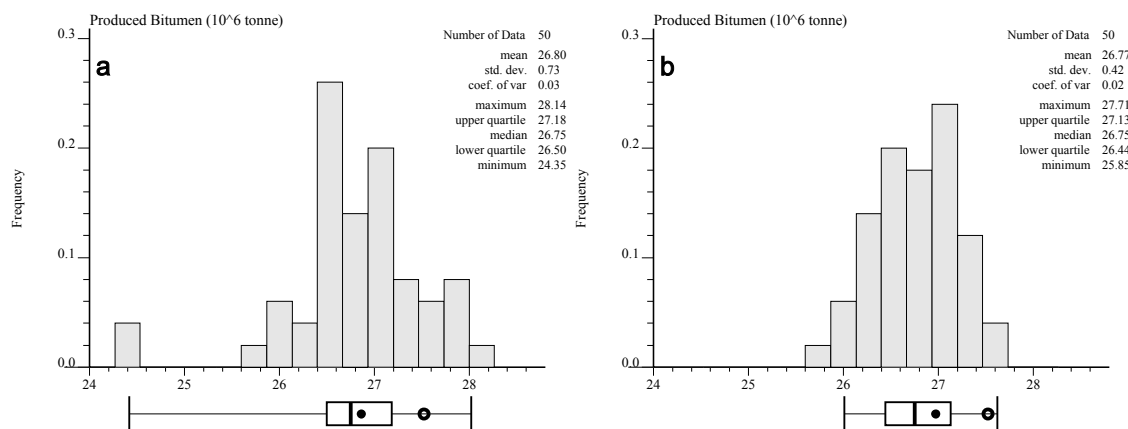 Produced Bitumen (10^6 tonne)
a
Frequency
0.3
0.2
0.1
0.0
24 25 26 27 28
Number of Data 50
mean 26.80
std. dev. 0.73
coef. of var 0.03
maximum 28.14
upper quartile 27.18
median 26.75
lower quartile 26.50
minimum 24.35
Produced Bitumen (10^6 tonne)
b
Frequency
0.3
0.2
0.1
0.0
24 25 26 27 28
Number of Data 50
mean 26.77
std. dev. 0.42
coef. of var 0.02
maximum 27.71
upper quartile 27.13
median 26.75
lower quartile 26.44
minimum 25.85